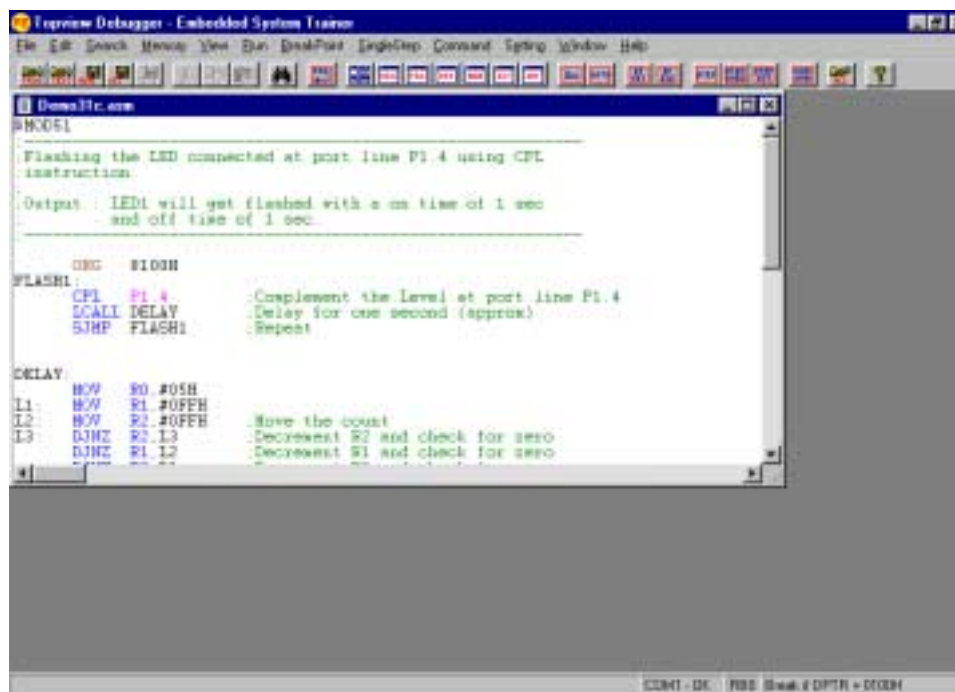 Topview Debugger - Embedded System Trainer
File Edit Search Memory View Run BreakPoint SingleStep Command Setting Window Help
Demo31c.asm
$MOD51
;Flashing the LED connected at port line P1.4 using CPL
;instruction
;Output : LED1 will get flashed with a on time of 1 sec
; and off time of 1 sec.
ORG 0100H
FLASH1:
CPL P1.4 ;Complement the Level at port line P1.4
LCALL DELAY ;Delay for one second (approx)
SJMP FLASH1 ;Repeat
DELAY:
MOV R0,#05H
L1: MOV R1,#0FFH
L2: MOV R2,#0FFH ;Move the count
L3: DJNZ R2,L3 ;Decrement R2 and check for zero
DJNZ R1,L2 ;Decrement R1 and check for zero
COM1 - OK Break if DPTR = 0100H